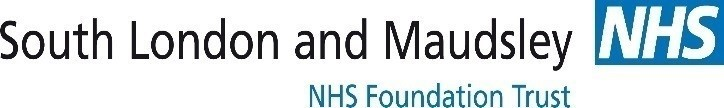 South London and Maudsley NHS
NHS Foundation Trust